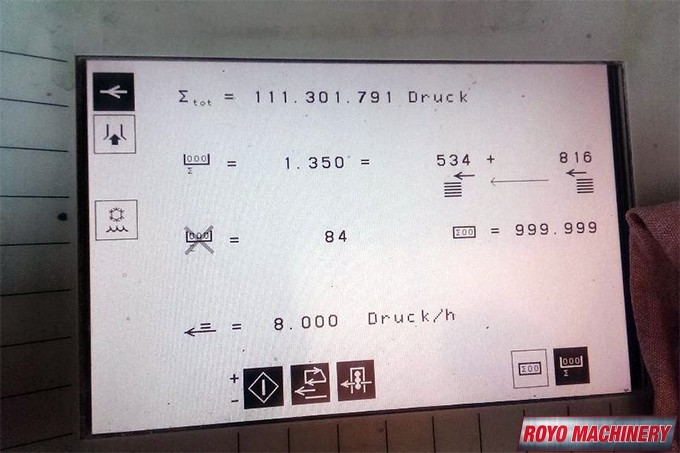 Σtot = 111.301.791 Druck
000 Σ = 1.350 = 534 + 816
000 Σ = 84
Σ00 = 999.999
= 8.000 Druck/h
+
-
Σ00
000 Σ
ROYO MACHINERY